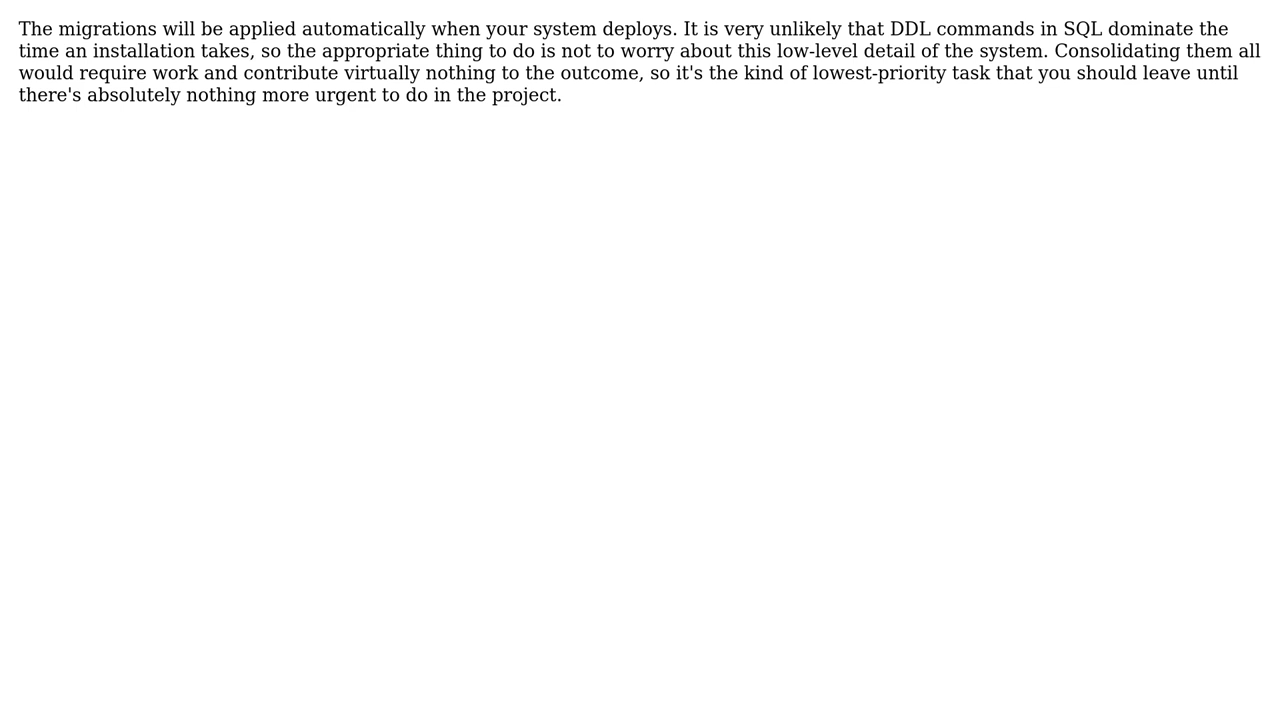 The migrations will be applied automatically when your system deploys. It is very unlikely that DDL commands in SQL dominate the
time an installation takes, so the appropriate thing to do is not to worry about this low-level detail of the system. Consolidating them all
would require work and contribute virtually nothing to the outcome, so it's the kind of lowest-priority task that you should leave until
there's absolutely nothing more urgent to do in the project.